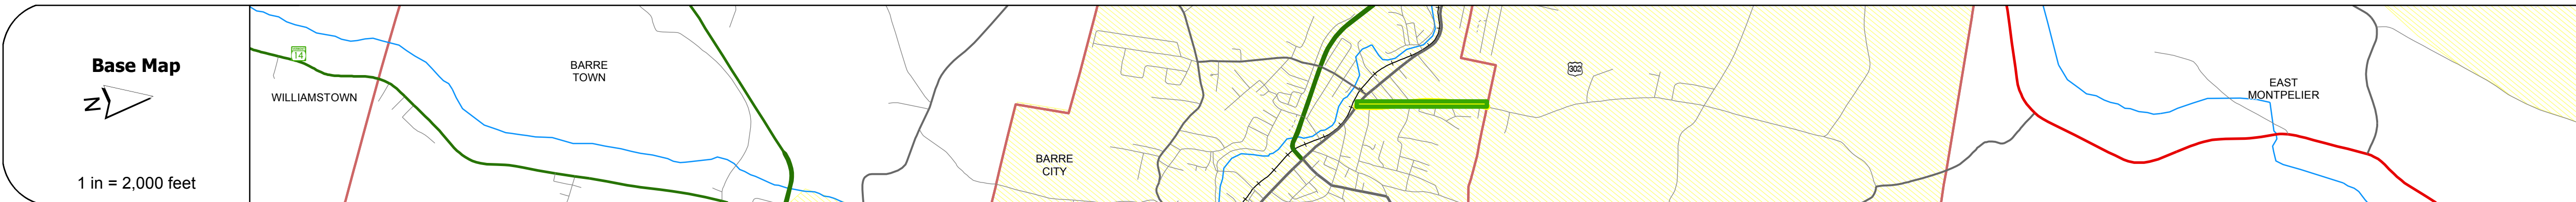 Base Map
N
1 in = 2,000 feet
14
WILLIAMSTOWN
BARRE
TOWN
BARRE
CITY
302
EAST
MONTPELIER